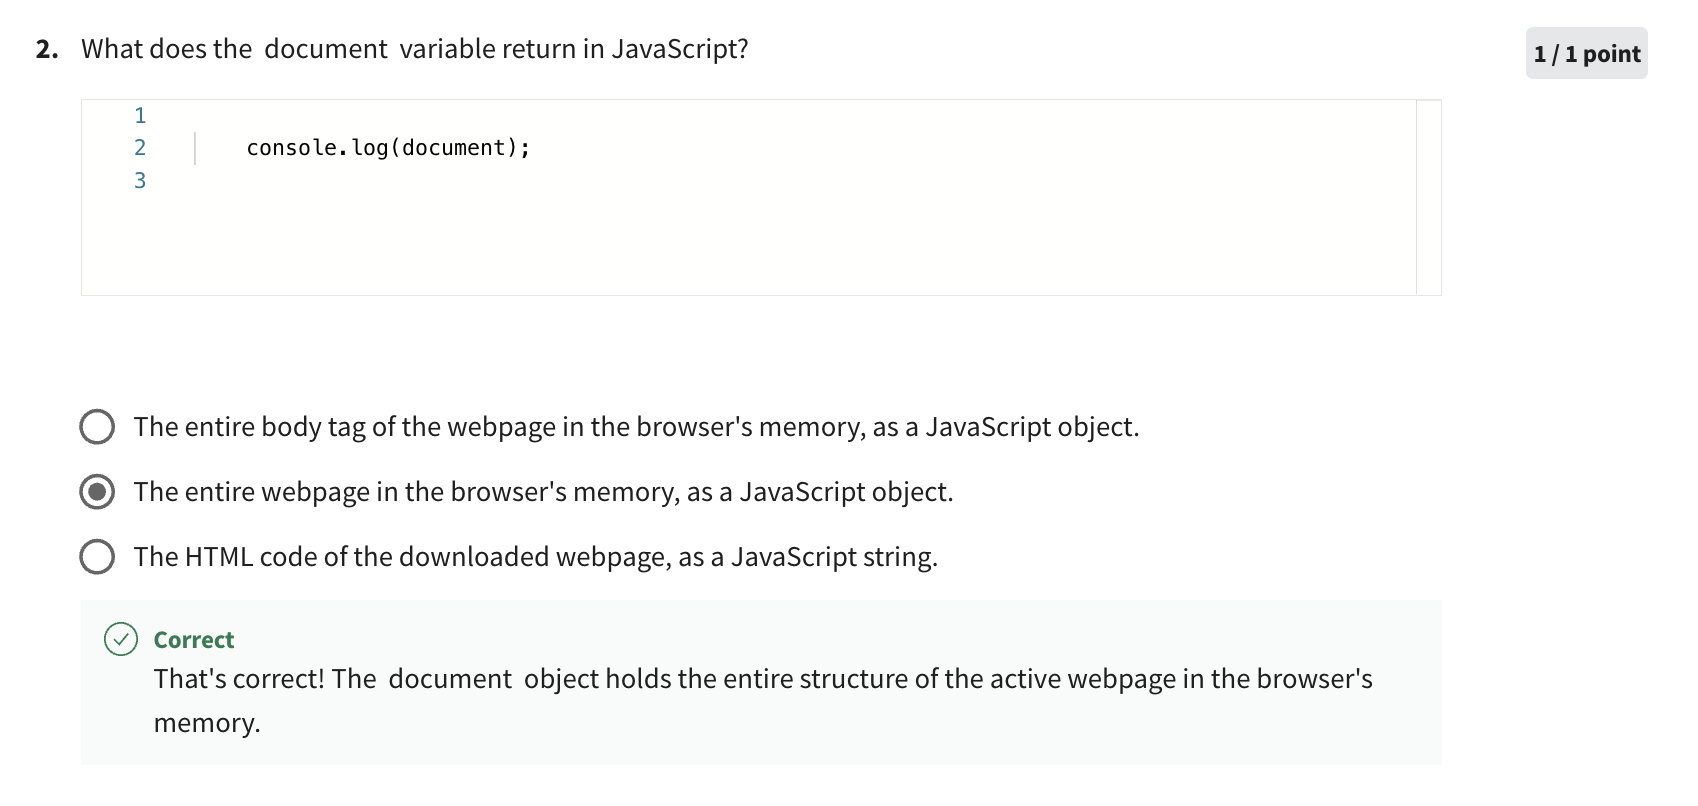 2. What does the document variable return in JavaScript?
1 / 1 point
1
2 console.log(document);
3
The entire body tag of the webpage in the browser's memory, as a JavaScript object.
The entire webpage in the browser's memory, as a JavaScript object.
The HTML code of the downloaded webpage, as a JavaScript string.
Correct
That's correct! The document object holds the entire structure of the active webpage in the browser's
memory.